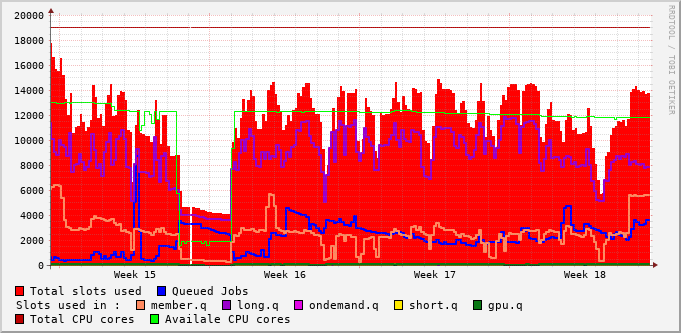 20000
18000
16000
14000
12000
10000
8000
6000
4000
2000
0
Week 15 Week 16 Week 17 Week 18
RRDTOOL / TOBI OETIKER
Total slots used Queued Jobs
Slots used in : member.q long.q ondemand.q short.q gpu.q
Total CPU cores Availale CPU cores